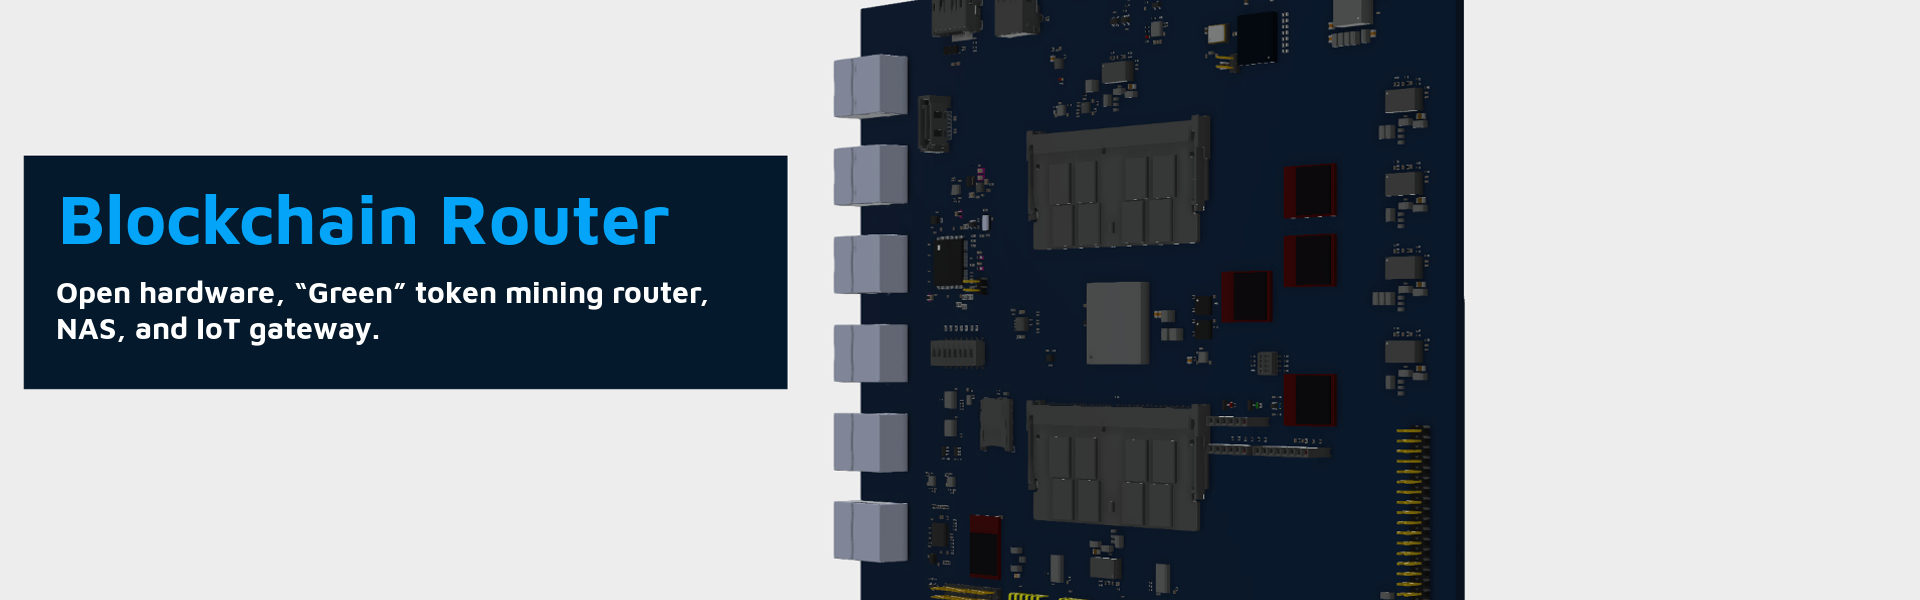 Blockchain Router
Open hardware, “Green” token mining router,
NAS, and IoT gateway.